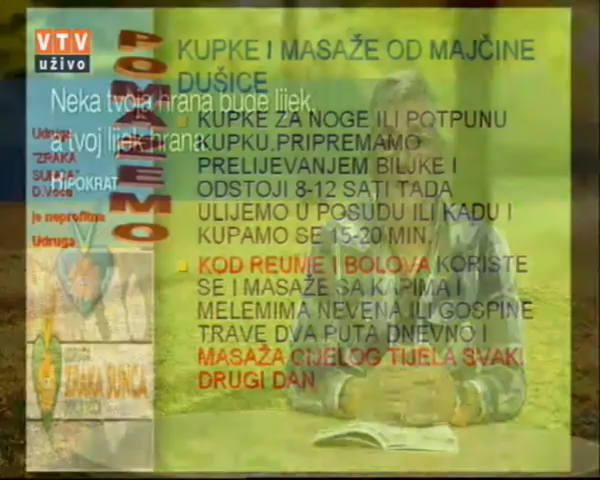 VTV
uživo
POKRENIMO
KUPKE I MASAŽE OD MAJČINE
DUŠICE
KUPKE ZA NOGE ILI POTPUNU
KUPKU.PRIPREMAMO
PRELIJEVANJEM BILJKE I
ODSTOJI 8-12 SATI TADA
ULIJEMO U POSUDU ILI KADU I
KUPAMO SE 15-20 MIN.
KOD REUME I BOLOVA KORISTE
SE I MASAŽE SA KAPIMA I
MELEMIMA NEVENA ILI GOSPINE
TRAVE DVA PUTA DNEVNO I
MASAŽA CIJELOG TIJELA SVAKI
DRUGI DAN
Neka tvoja hrana bude lijek,
a tvoj lijek hrana
HIPOKRAT
Udruga
"ZRAKA
SUNCA"
D.Voća
je neprofitna
Udruga
ZRAKA SUNCA